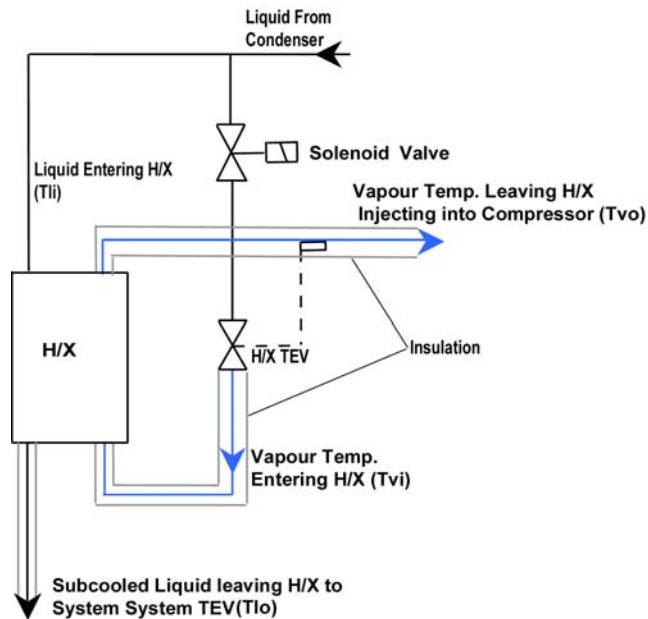 Liquid From
Condenser
Solenoid Valve
Liquid Entering H/X
(Tli)
Vapour Temp. Leaving H/X
Injecting into Compressor (Tvo)
H/X
H/X TEV
Insulation
Vapour Temp.
Entering H/X (Tvi)
Subcooled Liquid leaving H/X to
System System TEV(Tlo)